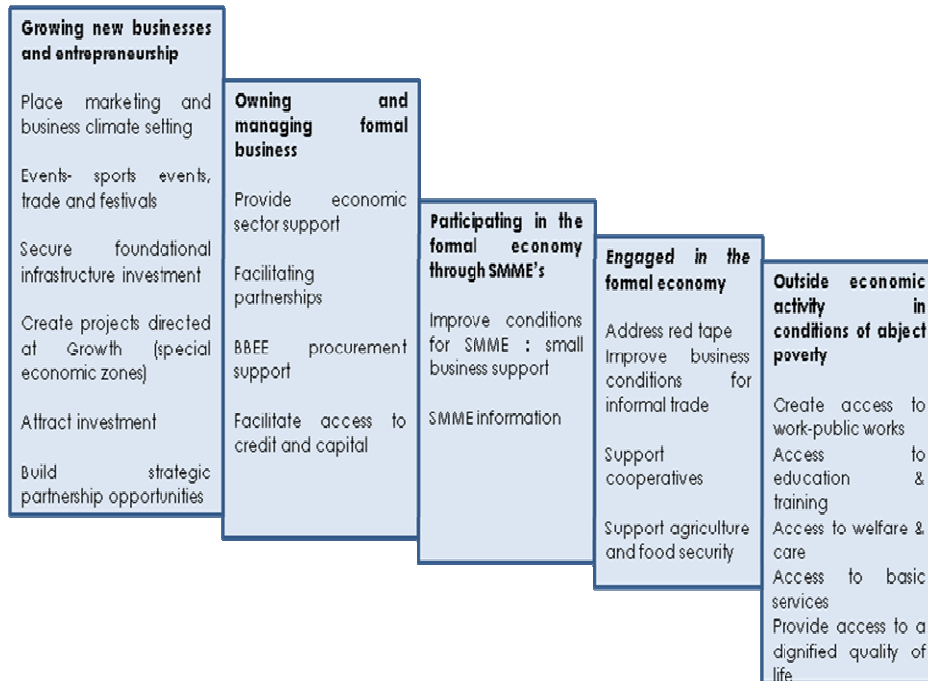 Growing new businesses
and entrepreneurship
Place marketing and
business climate setting
Events- sports events,
trade and festivals
Secure foundational
infrastructure investment
Create projects directed
at Growth (special
economic zones)
Attract investment
Build strategic
partnership opportunities
Owning and
managing formal
business
Provide economic
sector support
Facilitating
partnerships
BBEE procurement
support
Facilitate access to
credit and capital
Participating in the
formal economy
through SMME's
Improve conditions
for SMME : small
business support
SMME information
Engaged in the
formal economy
Address red tape
Improve business
conditions for
informal trade
Support
cooperatives
Support agriculture
and food security
Outside economic
activity in
conditions of abject
poverty
Create access to
work-public works
Access to
education &
training
Access to welfare &
care
Access to basic
services
Provide access to a
dignified quality of
life